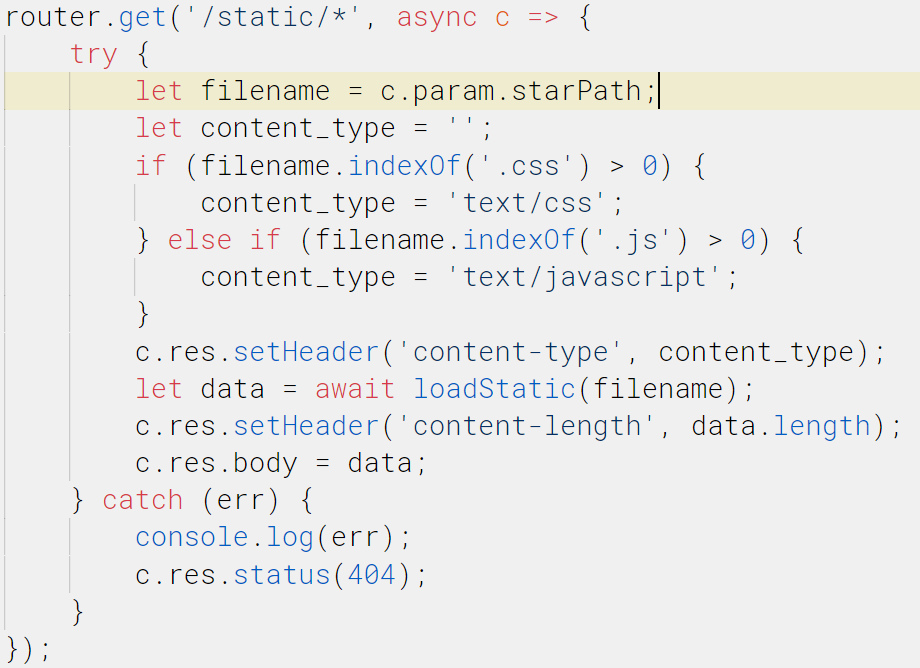 router.get('/static/*', async c => {
    try {
        let filename = c.param.starPath;
        let content_type = '';
        if (filename.indexOf('.css') > 0) {
            content_type = 'text/css';
        } else if (filename.indexOf('.js') > 0) {
            content_type = 'text/javascript';
        }
        c.res.setHeader('content-type', content_type);
        let data = await loadStatic(filename);
        c.res.setHeader('content-length', data.length);
        c.res.body = data;
    } catch (err) {
        console.log(err);
        c.res.status(404);
    }
});